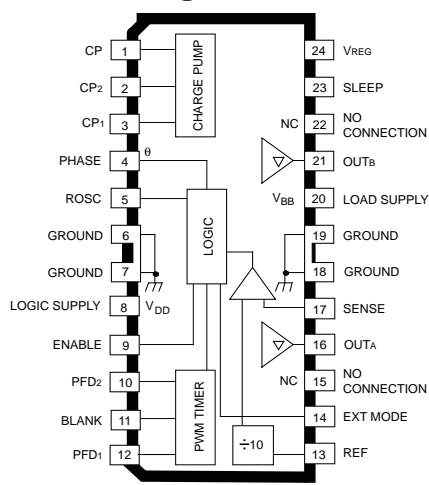 CP 1
CP2 2
CP1 3
CHARGE PUMP
PHASE 4 θ
ROSC 5
GROUND 6
GROUND 7
LOGIC SUPPLY 8 VDD
ENABLE 9
PFD2 10
BLANK 11
PFD1 12
LOGIC
PWM TIMER
÷10
24 VREG
23 SLEEP
NC 22 NO
CONNECTION
21 OUTB
VBB 20 LOAD SUPPLY
19 GROUND
18 GROUND
17 SENSE
16 OUTA
NC 15 NO
CONNECTION
14 EXT MODE
13 REF